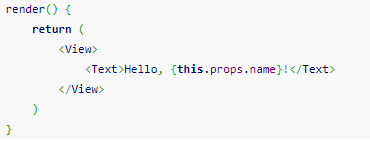 render() {
    return (
        <View>
            <Text>Hello, {this.props.name}!</Text>
        </View>
    )
}